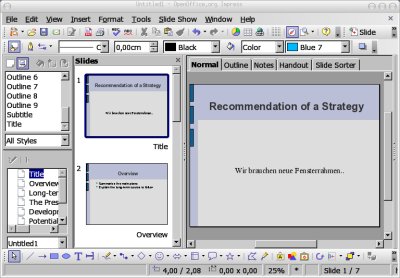 Untitled1 - OpenOffice.org Impress
File Edit View Insert Format Tools Slide Show Window Help
Slide
0,00cm Black Color Blue 7
Outline 6
Outline 7
Outline 8
Outline 9
Subtitle
Title
All Styles
Title
Overview
Long-ter
The Pres
Develop
Potential
Untitled1
Slides
1
Recommendation of a Strategy
Wir brauchen neue Fensterrahmen..
Title
2
Overview
Overview
Normal Outline Notes Handout Slide Sorter
Recommendation of a Strategy
Wir brauchen neue Fensterrahmen..
4,00 / 2,08 0,00 x 0,00 25% * Slide 1 / 7